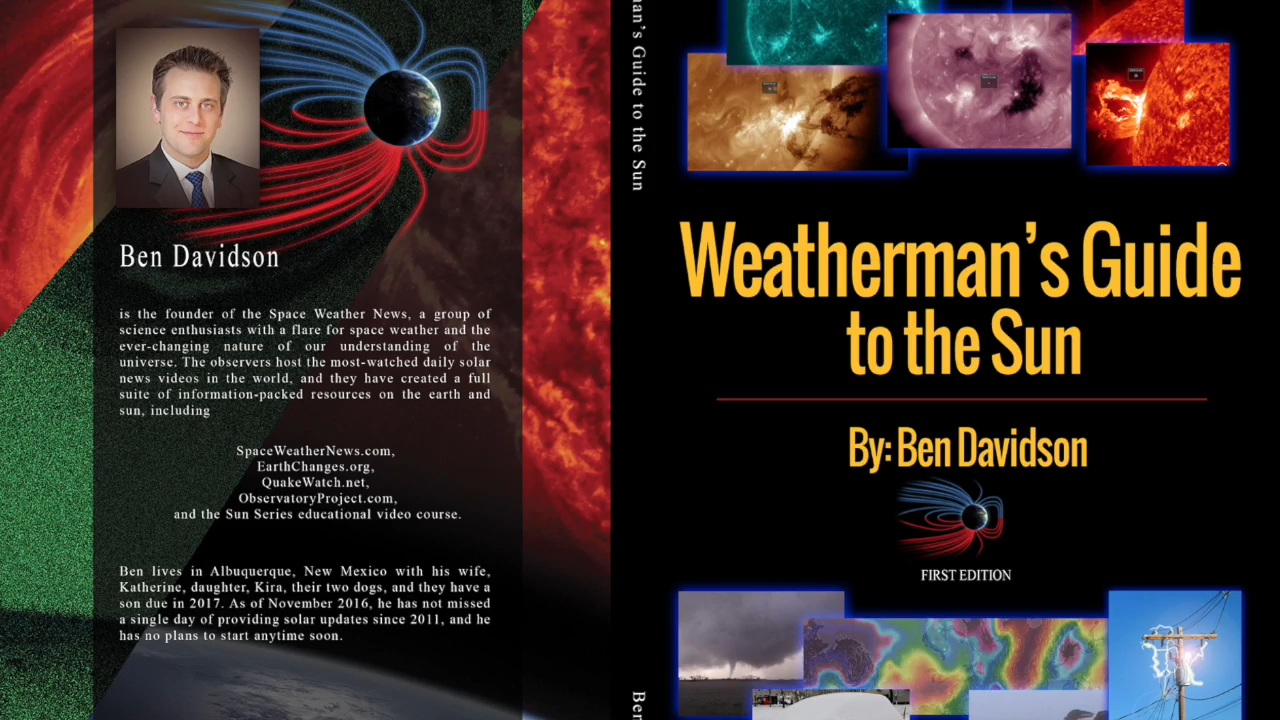 Ben Davidson
is the founder of the Space Weather News, a group of
science enthusiasts with a flare for space weather and the
ever-changing nature of our understanding of the
universe. The observers host the most-watched daily solar
news videos in the world, and they have created a full
suite of information-packed resources on the earth and
sun, including
SpaceWeatherNews.com,
EarthChanges.org,
QuakeWatch.net,
ObservatoryProject.com,
and the Sun Series educational video course.
Ben lives in Albuquerque, New Mexico with his wife,
Katherine, daughter, Kira, their two dogs, and they have a
son due in 2017. As of November 2016, he has not missed
a single day of providing solar updates since 2011, and he
has no plans to start anytime soon.
Guide to the Sun
Weatherman's Guide
to the Sun
By: Ben Davidson
FIRST EDITION